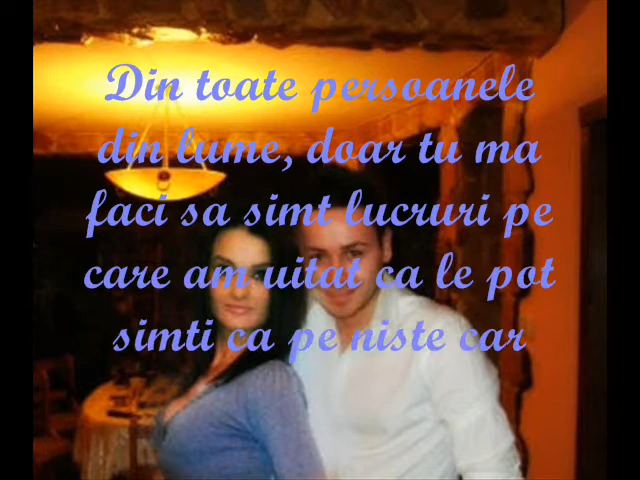 Din toate persoanele
din lume, doar tu ma
faci sa simt lucruri pe
care am uitat ca le pot
simti ca pe niste car